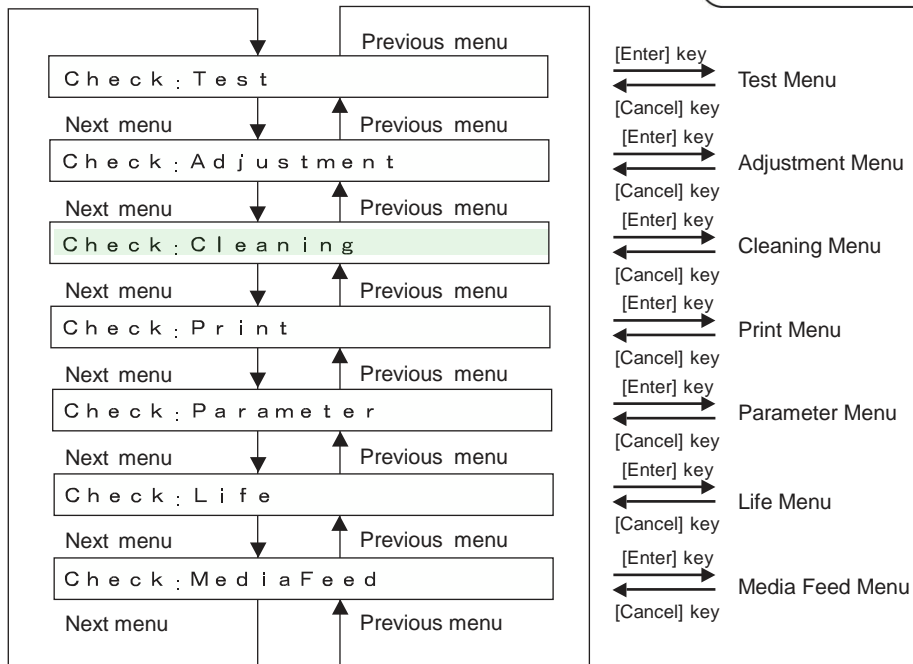 Previous menu
[Enter] key
Check:Test
Test Menu
[Cancel] key
Next menu
Previous menu
[Enter] key
Check:Adjustment
Adjustment Menu
[Cancel] key
Next menu
Previous menu
[Enter] key
Check:Cleaning
Cleaning Menu
[Cancel] key
Next menu
Previous menu
[Enter] key
Check:Print
Print Menu
[Cancel] key
Next menu
Previous menu
[Enter] key
Check:Parameter
Parameter Menu
[Cancel] key
Next menu
Previous menu
[Enter] key
Check:Life
Life Menu
[Cancel] key
Next menu
Previous menu
[Enter] key
Check:MediaFeed
Media Feed Menu
[Cancel] key
Next menu
Previous menu